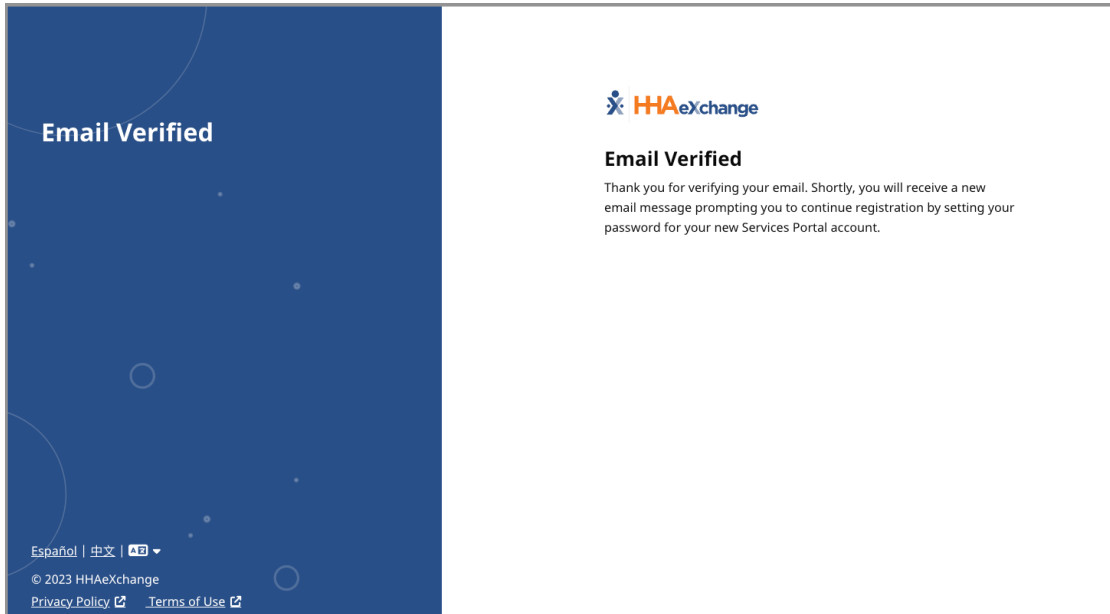 Email Verified
HHAeXchange
Email Verified
Thank you for verifying your email. Shortly, you will receive a new
email message prompting you to continue registration by setting your
password for your new Services Portal account.
Español | 中文 | A文
© 2023 HHAeXchange
Privacy Policy Terms of Use